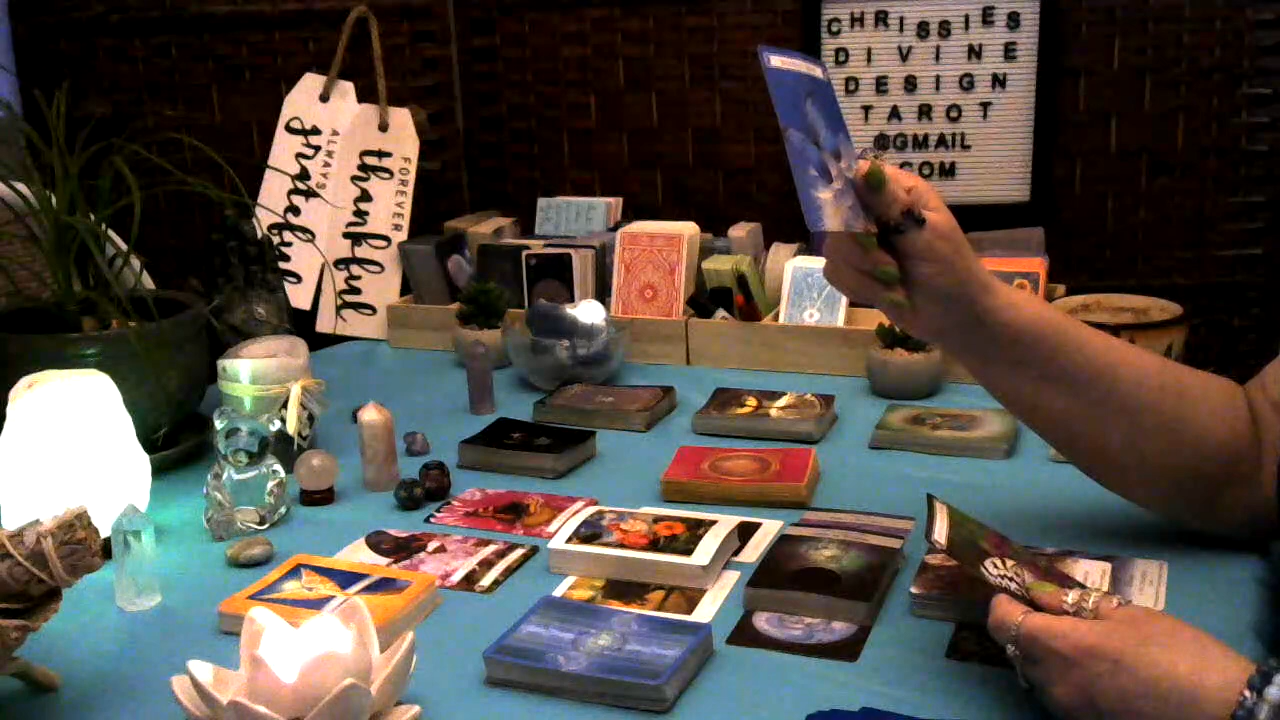 ALWAYS
grateful
FOREVER
thankful
CHRISSIES
DIVINE
DESIGN
TAROT
@GMAIL
.COM